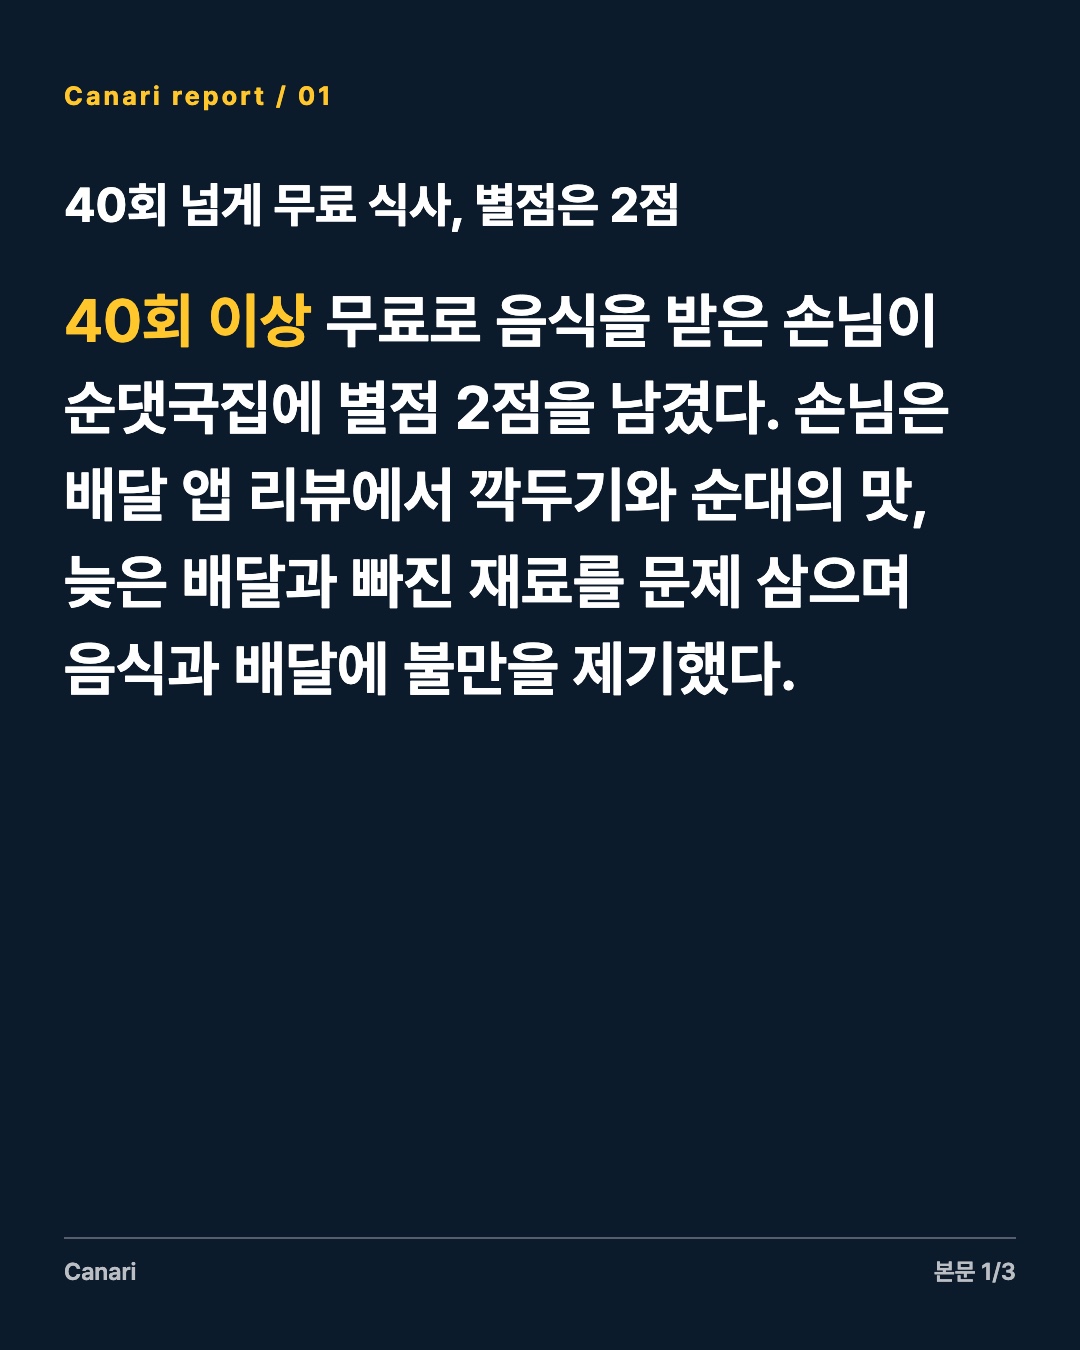 Canari report / 01
40회 넘게 무료 식사, 별점은 2점
40회 이상 무료로 음식을 받은 손님이
순댓국집에 별점 2점을 남겼다. 손님은
배달 앱 리뷰에서 깍두기와 순대의 맛,
늦은 배달과 빠진 재료를 문제 삼으며
음식과 배달에 불만을 제기했다.
Canari
본문 1/3